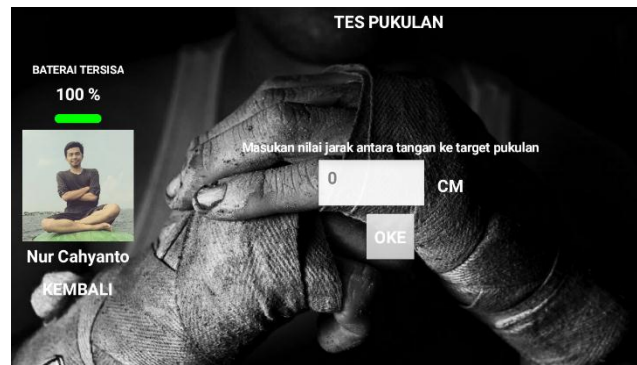 TES PUKULAN
BATERAI TERSISA
100 %
Masukan nilai jarak antara tangan ke target pukulan
0
CM
OKE
Nur Cahyanto
KEMBALI